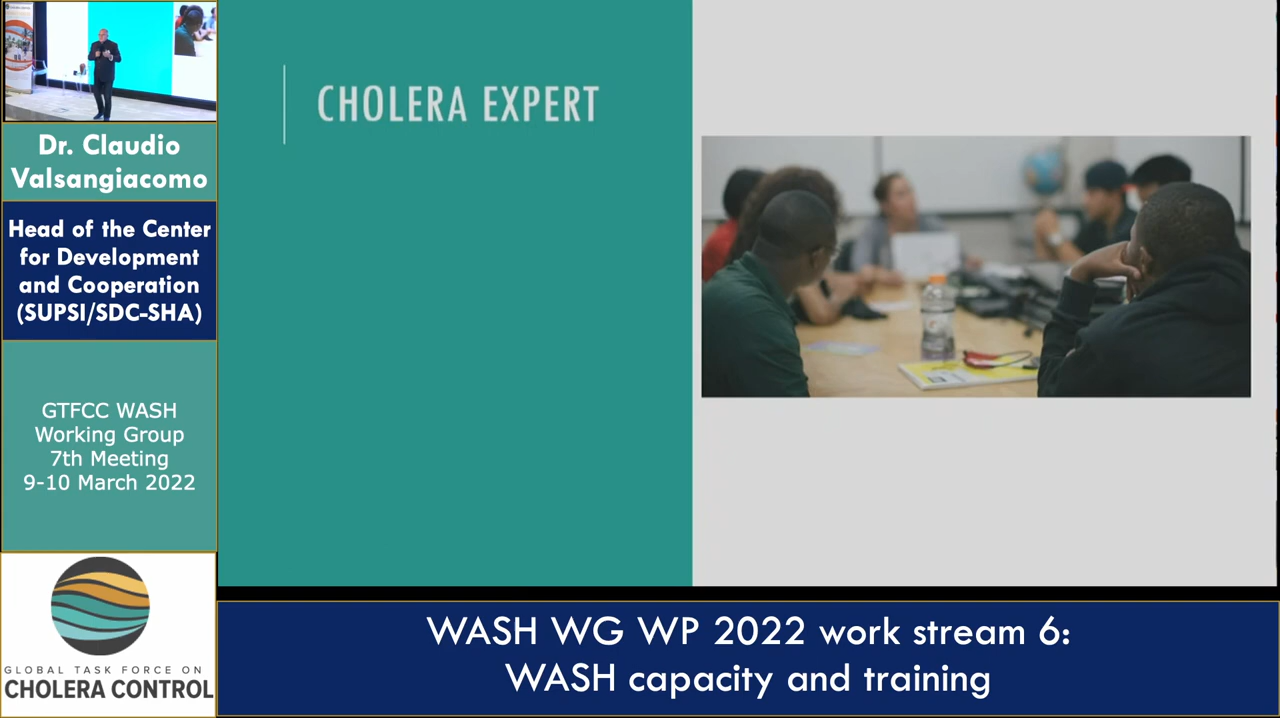 Dr. Claudio
Valsangiacomo
Head of the Center
for Development
and Cooperation
(SUPSI/SDC-SHA)
GTFCC WASH
Working Group
7th Meeting
9-10 March 2022
GLOBAL TASK FORCE ON
CHOLERA CONTROL
CHOLERA EXPERT
WASH WG WP 2022 work stream 6:
WASH capacity and training